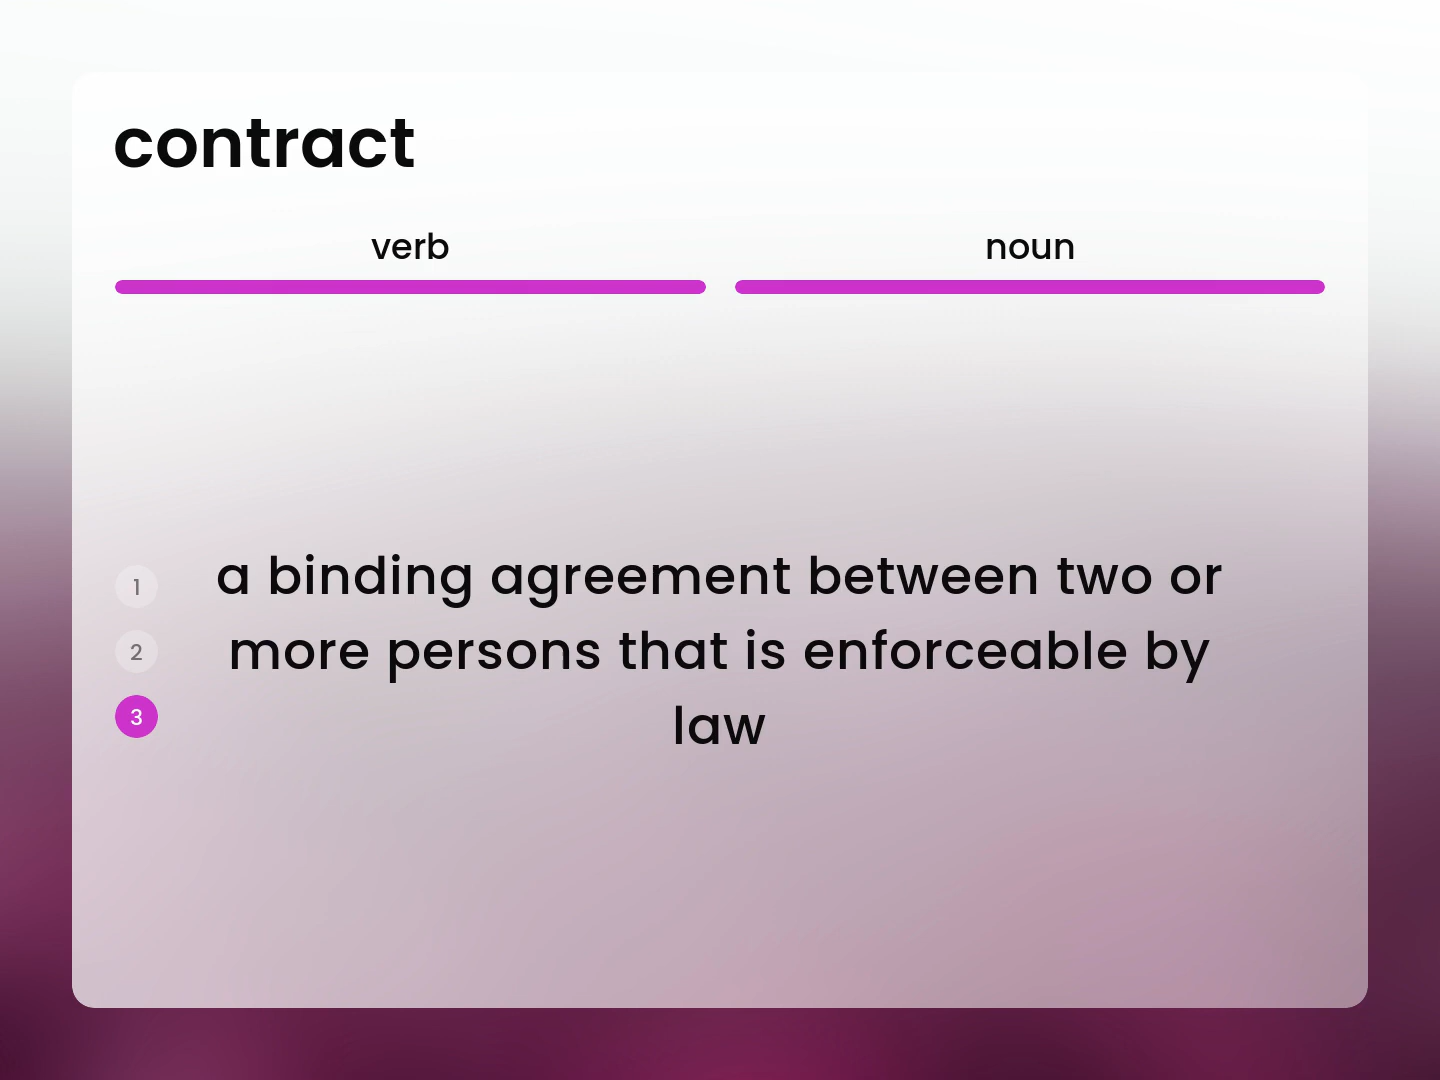 contract
verb
noun
1
2
3
a binding agreement between two or
more persons that is enforceable by
law